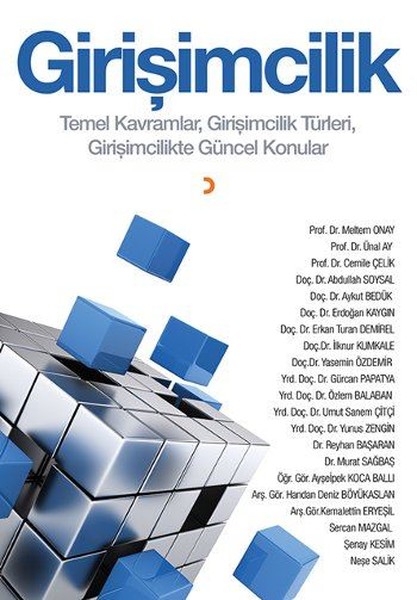 Girişimcilik
Temel Kavramlar, Girişimcilik Türleri,
Girişimcilikte Güncel Konular
Prof. Dr. Meltem ONAY
Prof. Dr. Ünal AY
Prof. Dr. Cemile ÇELİK
Doç. Dr. Abdullah SOYSAL
Doç. Dr. Aykut BEDÜK
Doç. Dr. Erdoğan KAYGIN
Doç. Dr. Erkan Turan DEMİREL
Doç.Dr. İlknur KUMKALE
Doç.Dr. Yasemin ÖZDEMİR
Yrd. Doç. Dr. Gürcan PAPATYA
Yrd. Doç. Dr. Özlem BALABAN
Yrd. Doç. Dr. Umut Sanem ÇİTÇİ
Yrd. Doç. Dr. Yunus ZENGİN
Dr. Reyhan BAŞARAN
Dr. Murat SAĞBAŞ
Öğr. Gör. Ayşelpek KOCA BALLI
Arş. Gör. Handan Deniz BÖYÜKASLAN
Arş.Gör.Kemalettin ERYEŞİL
Sercan MAZGAL
Şenay KESİM
Neşe SALİK